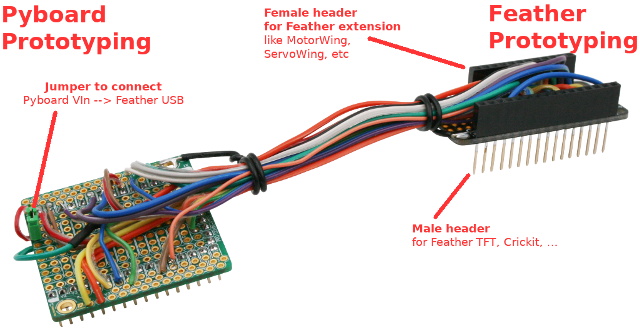 Pyboard
Prototyping
Jumper to connect
Pyboard VIn --> Feather USB
Female header
for Feather extension
like MotorWing,
ServoWing, etc
Feather
Prototyping
Male header
for Feather TFT, Crickit, ...